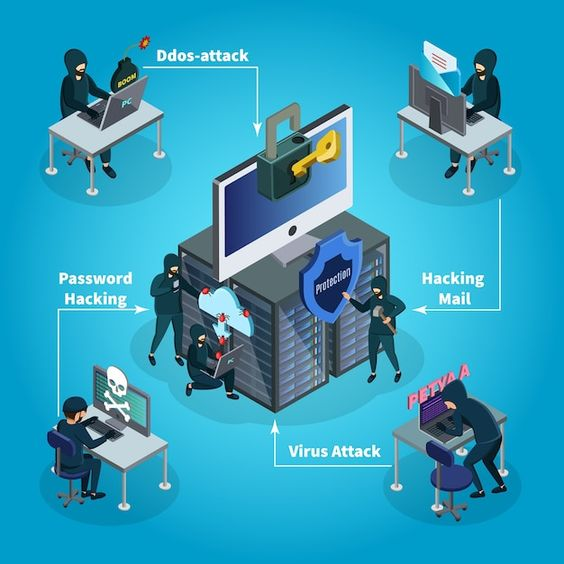 Ddos-attack
BOOM
PC
Password
Hacking
Protection
Hacking
Mail
PETYA A
Virus Attack